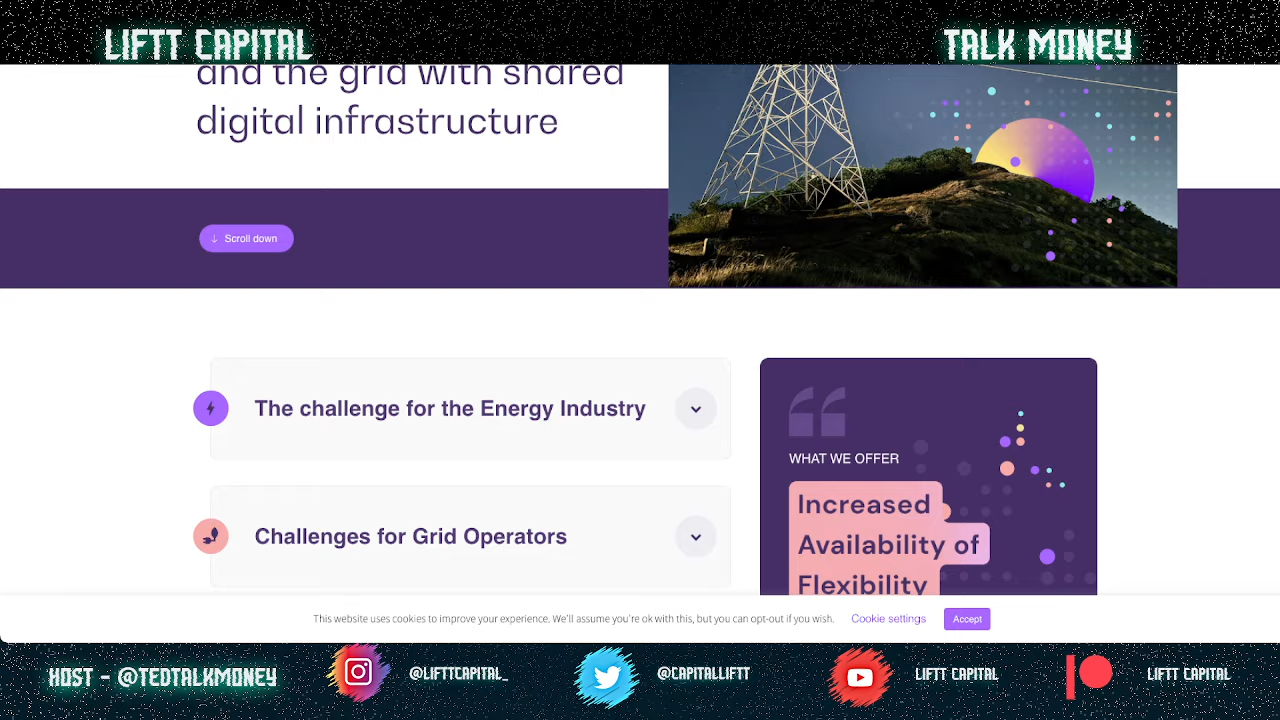 LIFTT CAPITAL
TALK MONEY
and the grid with shared
digital infrastructure
Scroll down
The challenge for the Energy Industry
Challenges for Grid Operators
WHAT WE OFFER
Increased
Availability of
Flexibility
This website uses cookies to improve your experience. We'll assume you're ok with this, but you can opt-out if you wish.
Cookie settings
Accept
HOST - @TEDTALKMONEY
@LIFTTCAPITAL_
@CAPITALLIFTT
LIFTT CAPITAL
LIFTT CAPITAL